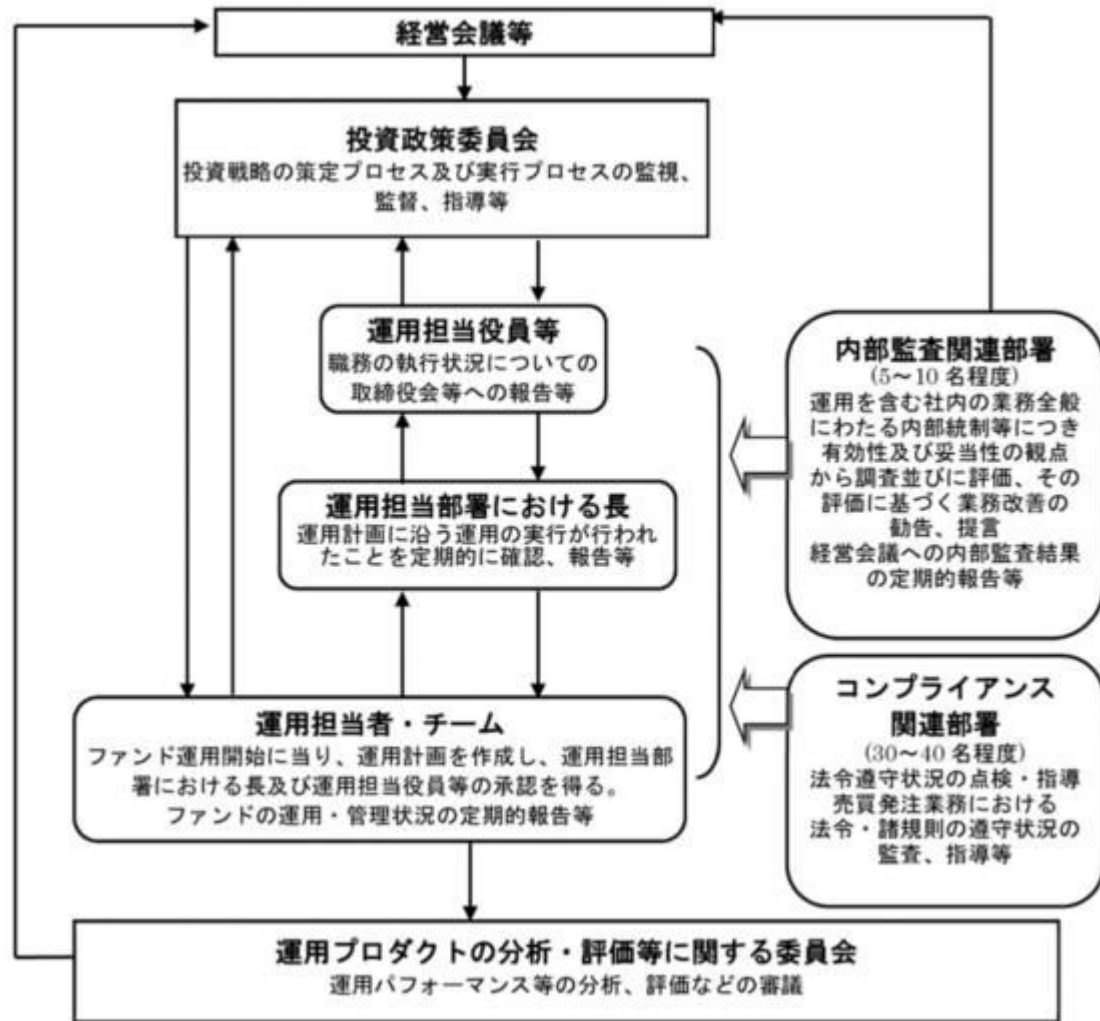 経営会議等
投資政策委員会
投資戦略の策定プロセス及び実行プロセスの監視、
監督、指導等
運用担当役員等
職務の執行状況についての
取締役会等への報告等
運用担当部署における長
運用計画に沿う運用の実行が行われ
たことを定期的に確認、報告等
運用担当者・チーム
ファンド運用開始に当り、運用計画を作成し、運用担当部
署における長及び運用担当役員等の承認を得る。
ファンドの運用・管理状況の定期的報告等
内部監査関連部署
(5～10 名程度)
運用を含む社内の業務全般
にわたる内部統制等につき
有効性及び妥当性の観点
から調査並びに評価、その
評価に基づく業務改善の
勧告、提言
経営会議への内部監査結果
の定期的報告等
コンプライアンス
関連部署
(30～40 名程度)
法令遵守状況の点検・指導
売買発注業務における
法令・諸規則の遵守状況の
監査、指導等
運用プロダクトの分析・評価等に関する委員会
運用パフォーマンス等の分析、評価などの審議